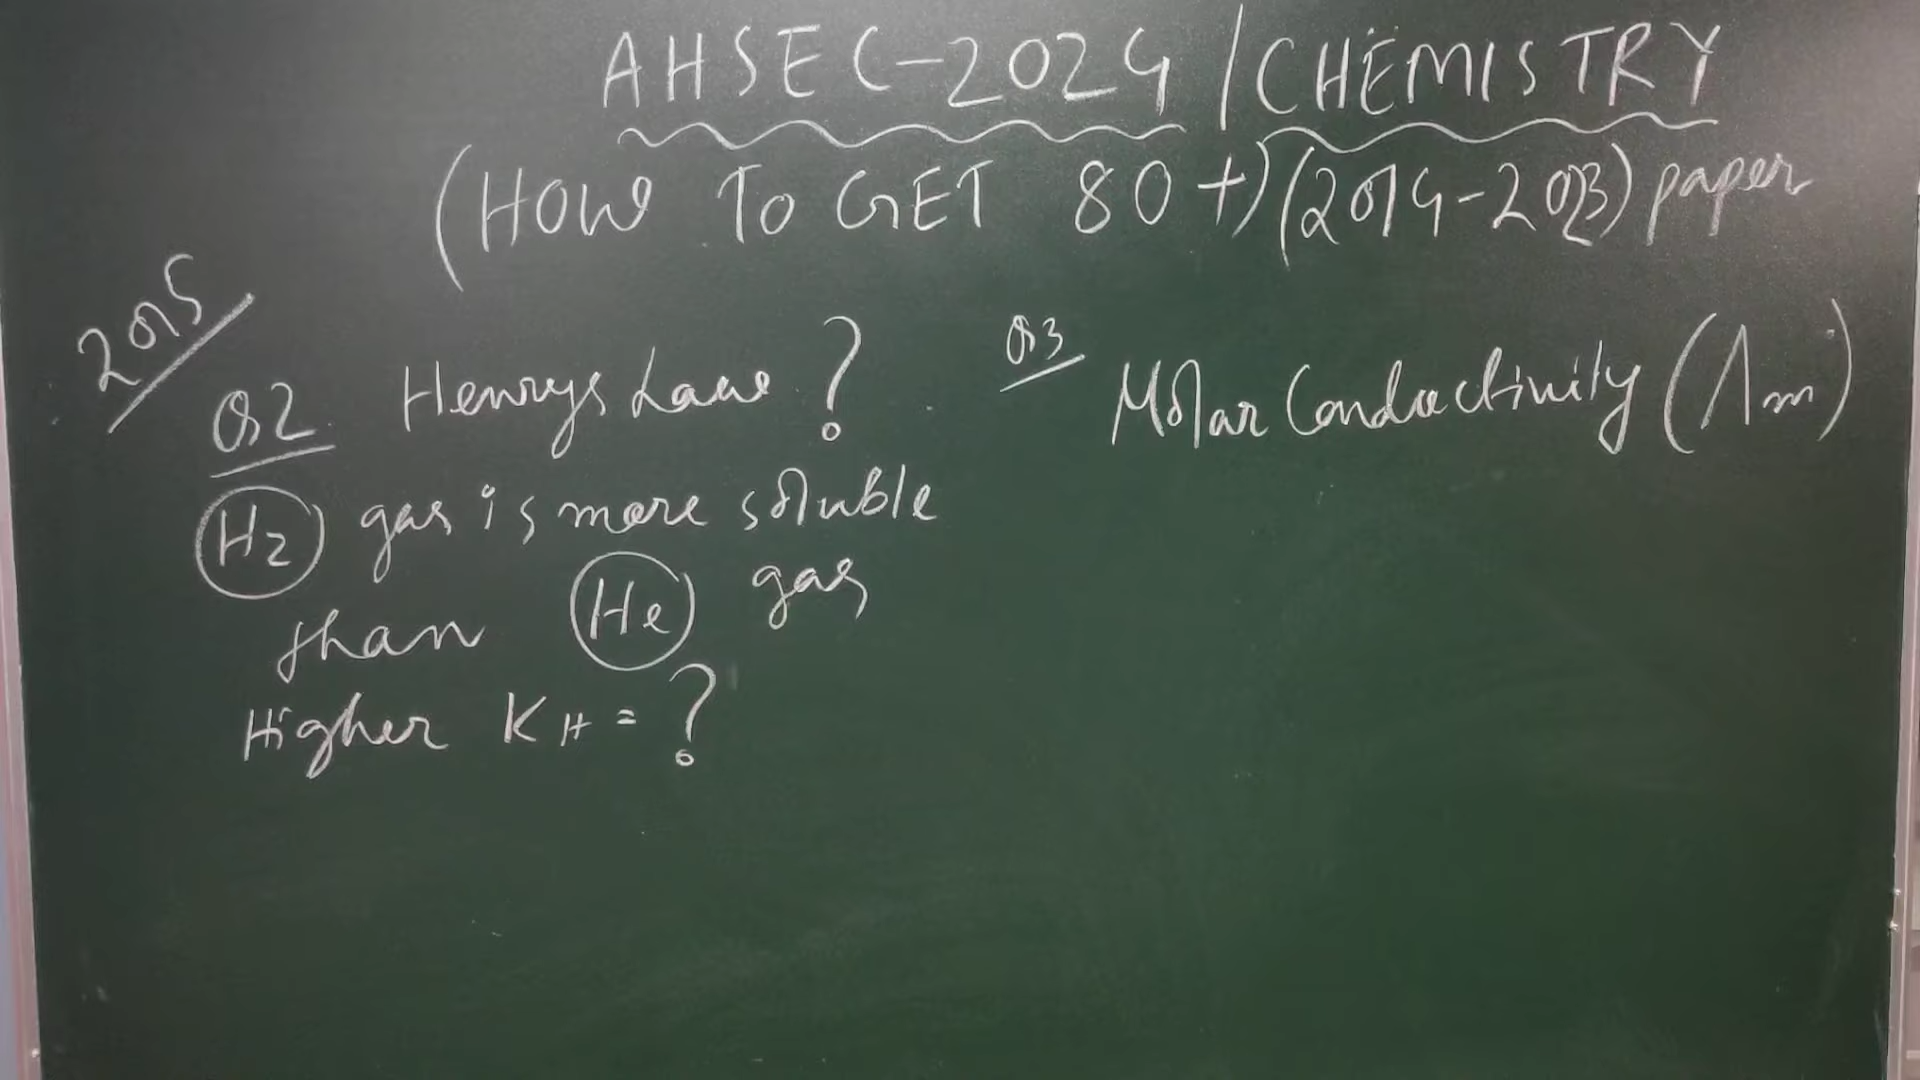 AHSEC-2024/CHEMISTRY
(HOW TO GET 80+)(2014-2023) paper
2015
Q2 Henrys Law ?
H2 gas is more soluble
than He gas
Higher KH = ?
Q3 Molar Conductivity (Λm)